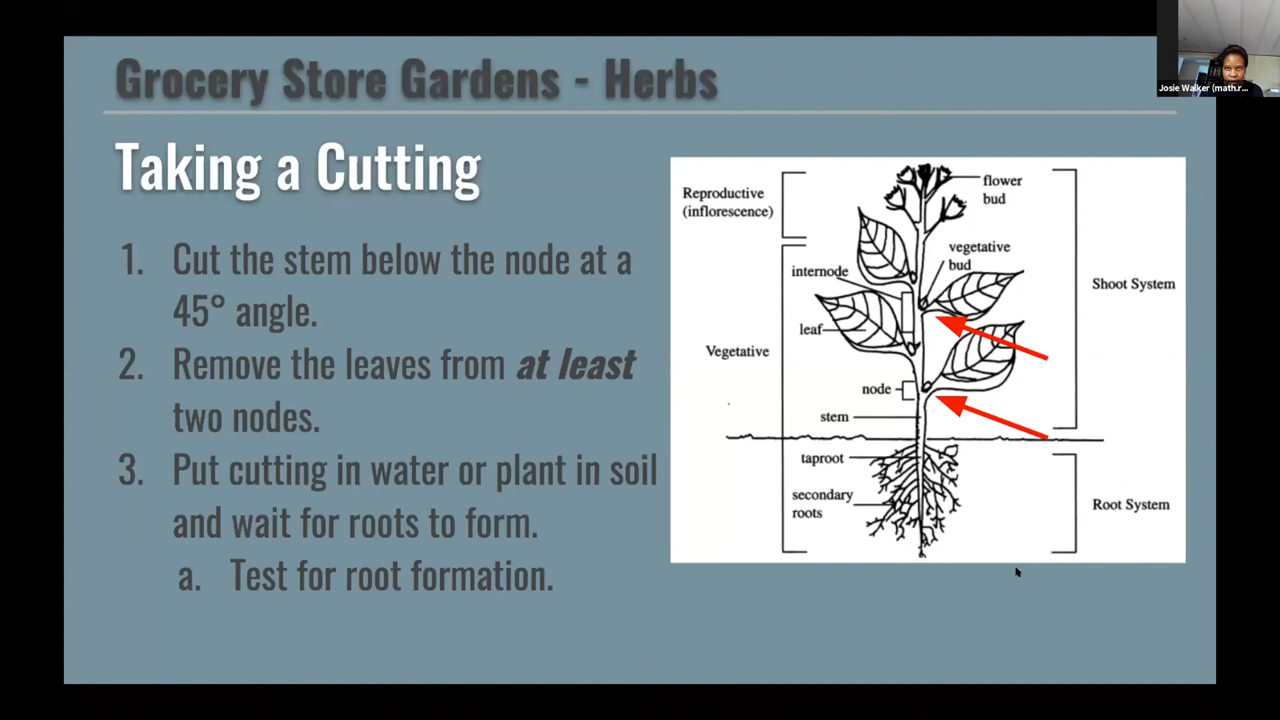 Grocery Store Gardens - Herbs
Josie Walker (math.r...
Taking a Cutting
1. Cut the stem below the node at a
45° angle.
2. Remove the leaves from at least
two nodes.
3. Put cutting in water or plant in soil
and wait for roots to form.
a. Test for root formation.
Reproductive
(inflorescence)
flower
bud
vegetative
bud
internode
Shoot System
leaf
Vegetative
node
stem
taproot
secondary
roots
Root System